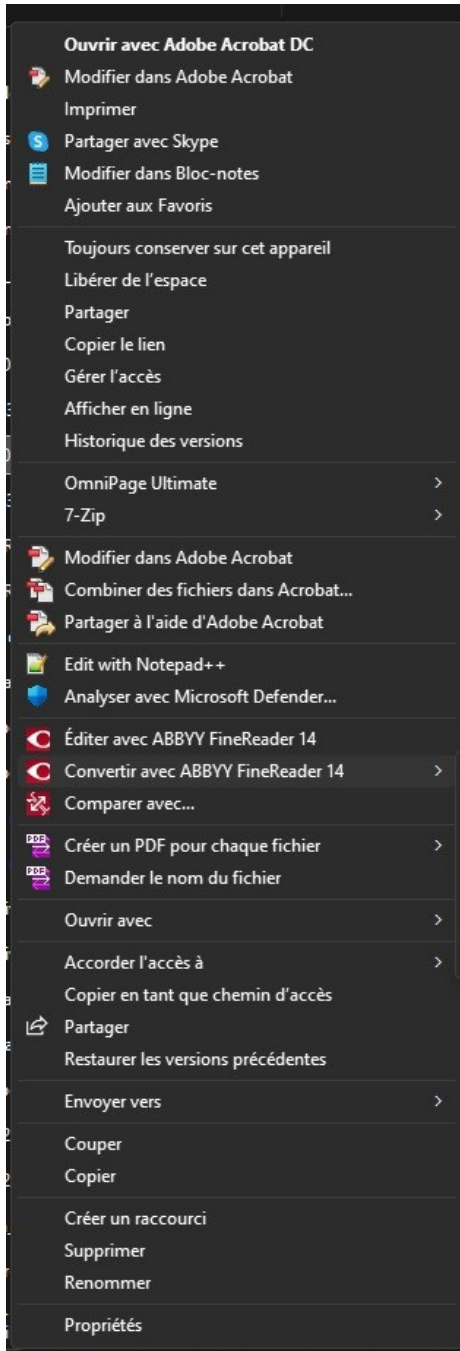 Ouvrir avec Adobe Acrobat DC
Modifier dans Adobe Acrobat
Imprimer
Partager avec Skype
Modifier dans Bloc-notes
Ajouter aux Favoris
Toujours conserver sur cet appareil
Libérer de l'espace
Partager
Copier le lien
Gérer l'accès
Afficher en ligne
Historique des versions
OmniPage Ultimate
7-Zip
Modifier dans Adobe Acrobat
Combiner des fichiers dans Acrobat...
Partager à l'aide d'Adobe Acrobat
Edit with Notepad++
Analyser avec Microsoft Defender...
Éditer avec ABBYY FineReader 14
Convertir avec ABBYY FineReader 14
Comparer avec...
Créer un PDF pour chaque fichier
Demander le nom du fichier
Ouvrir avec
Accorder l'accès à
Copier en tant que chemin d'accès
Partager
Restaurer les versions précédentes
Envoyer vers
Couper
Copier
Créer un raccourci
Supprimer
Renommer
Propriétés